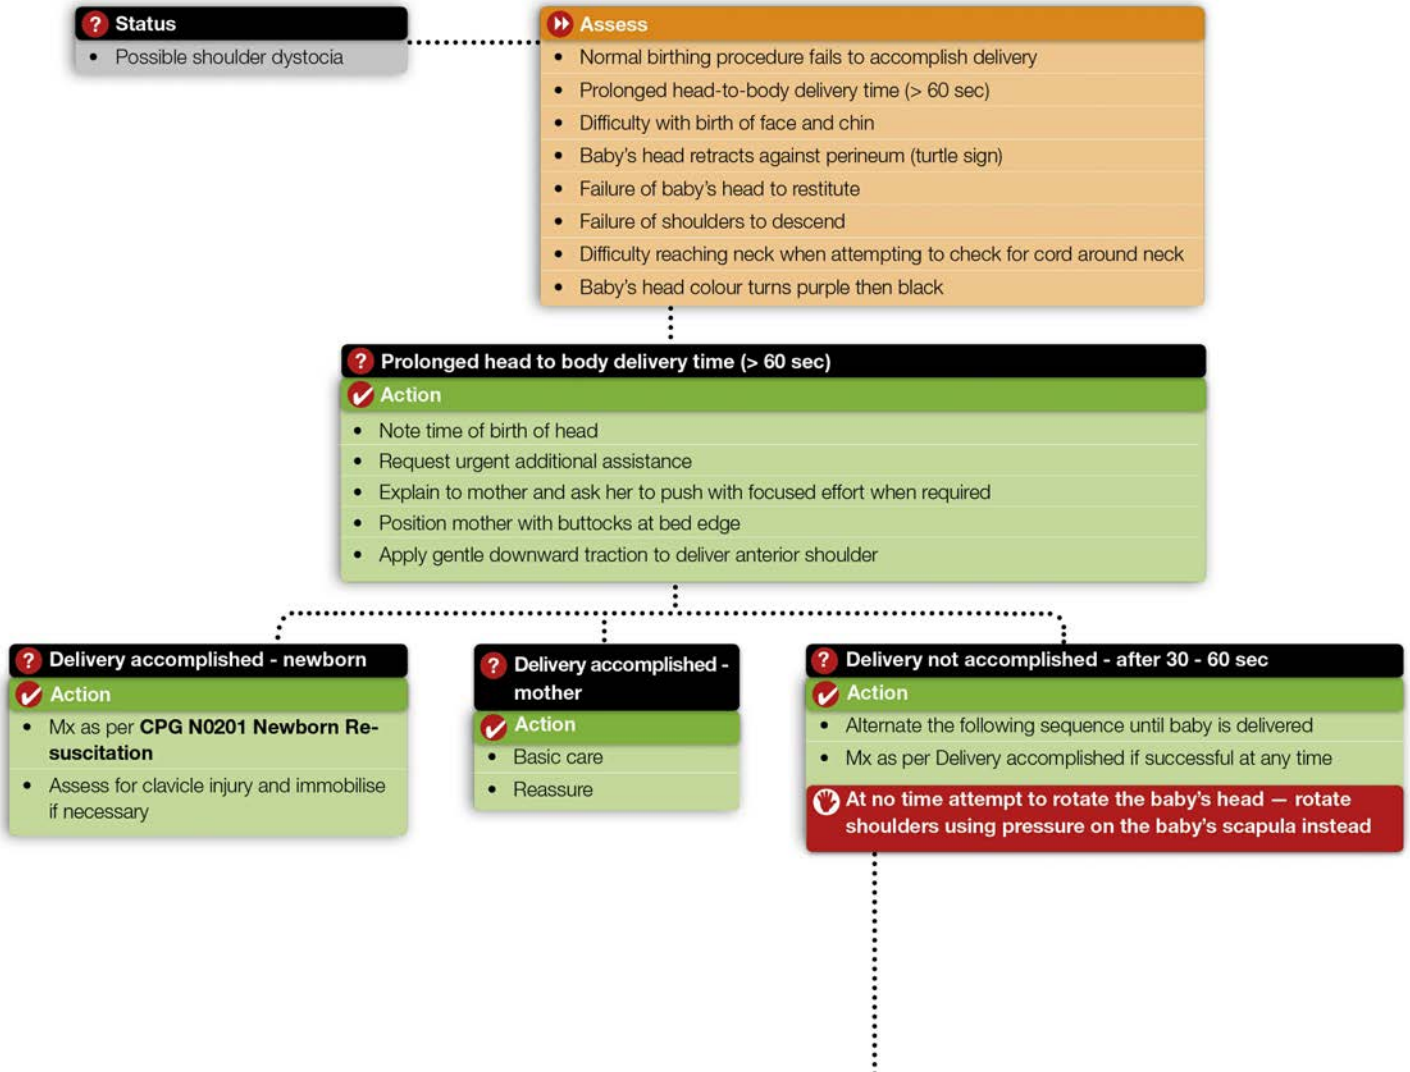 Status
• Possible shoulder dystocia
Assess
• Normal birthing procedure fails to accomplish delivery
• Prolonged head-to-body delivery time (> 60 sec)
• Difficulty with birth of face and chin
• Baby's head retracts against perineum (turtle sign)
• Failure of baby's head to restitute
• Failure of shoulders to descend
• Difficulty reaching neck when attempting to check for cord around neck
• Baby's head colour turns purple then black
Prolonged head to body delivery time (> 60 sec)
Action
• Note time of birth of head
• Request urgent additional assistance
• Explain to mother and ask her to push with focused effort when required
• Position mother with buttocks at bed edge
• Apply gentle downward traction to deliver anterior shoulder
Delivery accomplished - newborn
Action
• Mx as per CPG N0201 Newborn Re-
suscitation
• Assess for clavicle injury and immobilise
if necessary
Delivery accomplished -
mother
Action
• Basic care
• Reassure
Delivery not accomplished - after 30 - 60 sec
Action
• Alternate the following sequence until baby is delivered
• Mx as per Delivery accomplished if successful at any time
At no time attempt to rotate the baby's head — rotate
shoulders using pressure on the baby's scapula instead